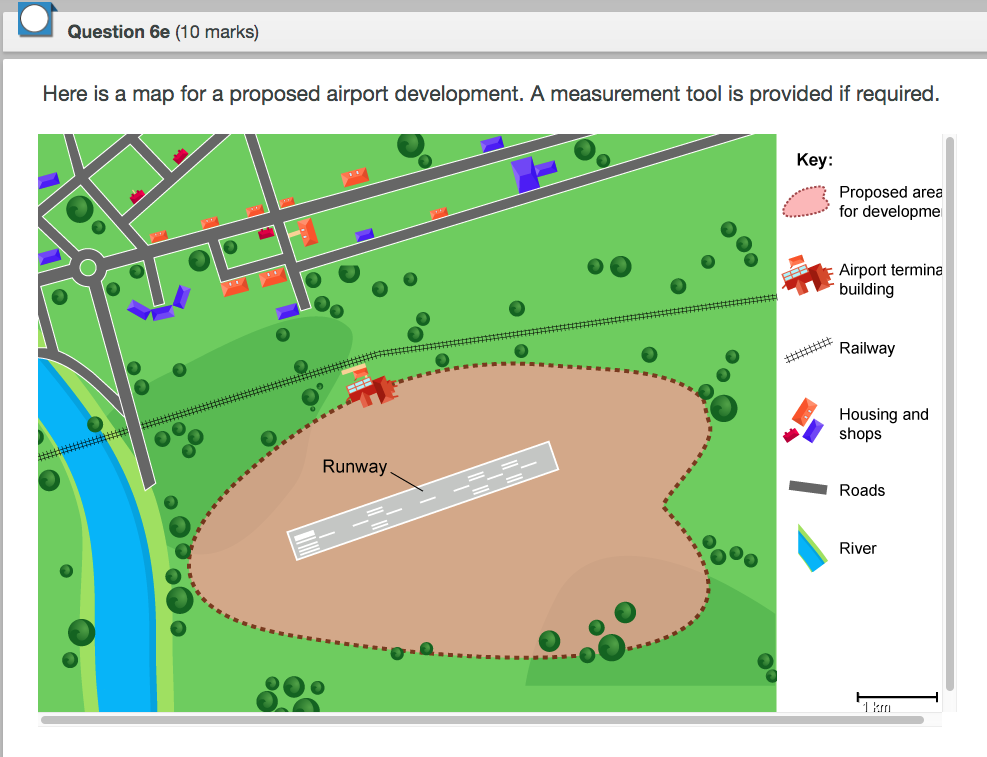 Question 6e (10 marks)
Here is a map for a proposed airport development. A measurement tool is provided if required.
Key:
Proposed area
for developme
Airport termina
building
Railway
Housing and
shops
Roads
River
Runway
1 km